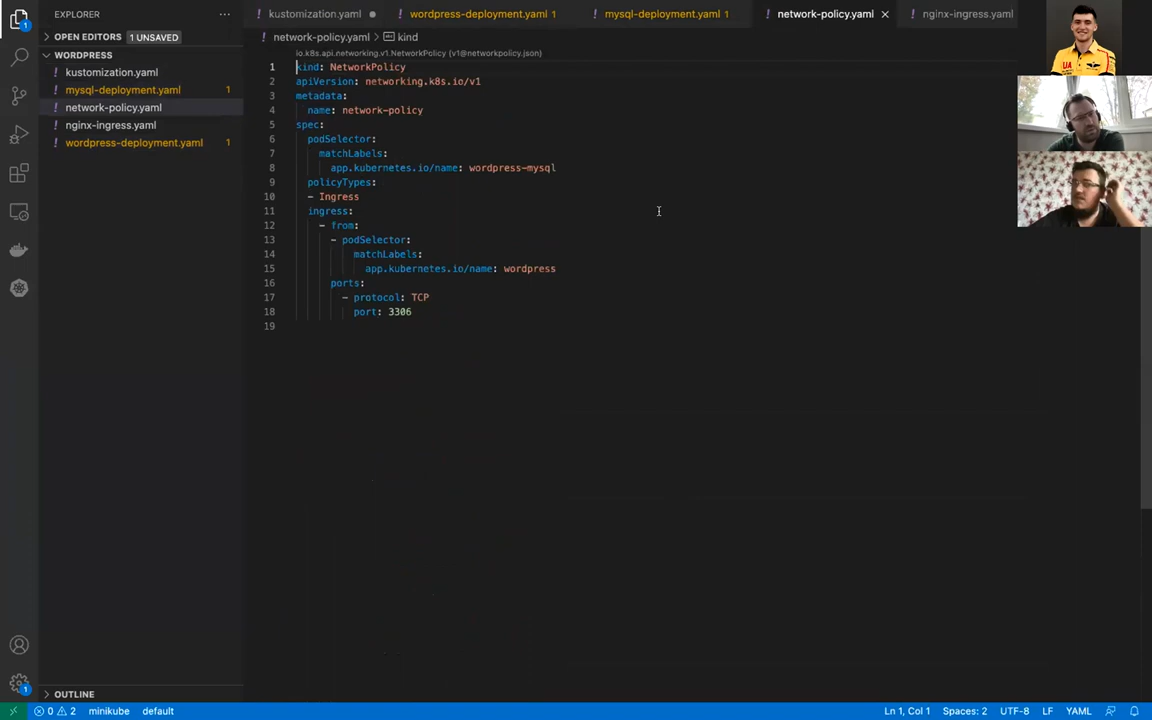 EXPLORER
OPEN EDITORS 1 UNSAVED
WORDPRESS
kustomization.yaml
mysql-deployment.yaml 1
network-policy.yaml
nginx-ingress.yaml
wordpress-deployment.yaml 1
OUTLINE
kustomization.yaml
wordpress-deployment.yaml 1
mysql-deployment.yaml 1
network-policy.yaml
nginx-ingress.yaml
network-policy.yaml > kind
io.k8s.api.networking.v1.NetworkPolicy (v1@networkpolicy.json)
1 kind: NetworkPolicy
2 apiVersion: networking.k8s.io/v1
3 metadata:
4 name: network-policy
5 spec:
6 podSelector:
7 matchLabels:
8 app.kubernetes.io/name: wordpress-mysql
9 policyTypes:
10 - Ingress
11 ingress:
12 - from:
13 - podSelector:
14 matchLabels:
15 app.kubernetes.io/name: wordpress
16 ports:
17 - protocol: TCP
18 port: 3306
19
UA
1
1
0 2 minikube default
Ln 1, Col 1 Spaces: 2 UTF-8 LF YAML